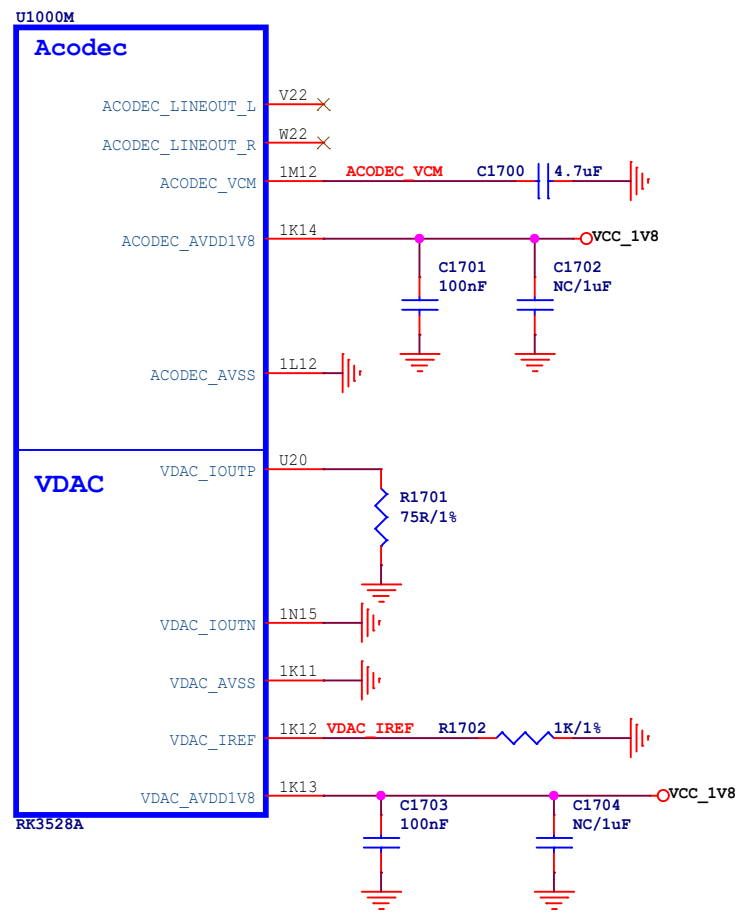 U1000M
Acodec
ACODEC_LINEOUT_L
V22
ACODEC_LINEOUT_R
W22
ACODEC_VCM
1M12
ACODEC_VCM
C1700
4.7uF
ACODEC_AVDD1V8
1K14
VCC_1V8
C1701
100nF
C1702
NC/1uF
ACODEC_AVSS
1L12
VDAC
VDAC_IOUTP
U20
R1701
75R/1%
VDAC_IOUTN
1N15
VDAC_AVSS
1K11
VDAC_IREF
1K12
VDAC_IREF
R1702
1K/1%
VDAC_AVDD1V8
1K13
VCC_1V8
C1703
100nF
C1704
NC/1uF
RK3528A